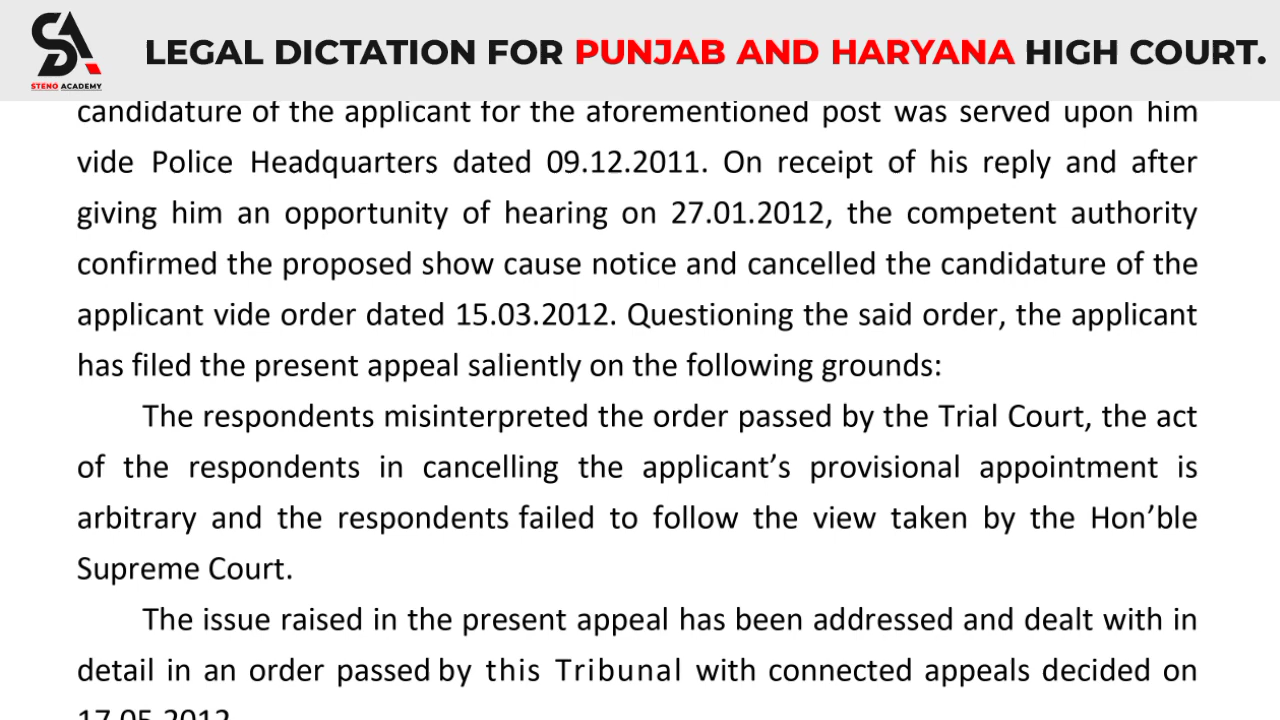 SA
STENO ACADEMY
LEGAL DICTATION FOR PUNJAB AND HARYANA HIGH COURT.
candidature of the applicant for the aforementioned post was served upon him
vide Police Headquarters dated 09.12.2011. On receipt of his reply and after
giving him an opportunity of hearing on 27.01.2012, the competent authority
confirmed the proposed show cause notice and cancelled the candidature of the
applicant vide order dated 15.03.2012. Questioning the said order, the applicant
has filed the present appeal saliently on the following grounds:
The respondents misinterpreted the order passed by the Trial Court, the act
of the respondents in cancelling the applicant’s provisional appointment is
arbitrary and the respondents failed to follow the view taken by the Hon’ble
Supreme Court.
The issue raised in the present appeal has been addressed and dealt with in
detail in an order passed by this Tribunal with connected appeals decided on
17.05.2012